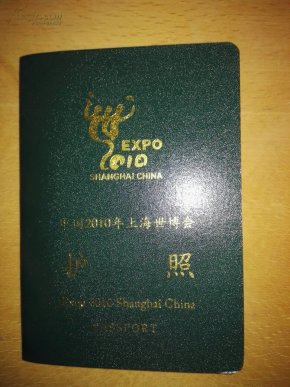 EXPO
2010
SHANGHAI CHINA
中国2010年上海世博会
护 照
Expo 2010 Shanghai China
PASSPORT